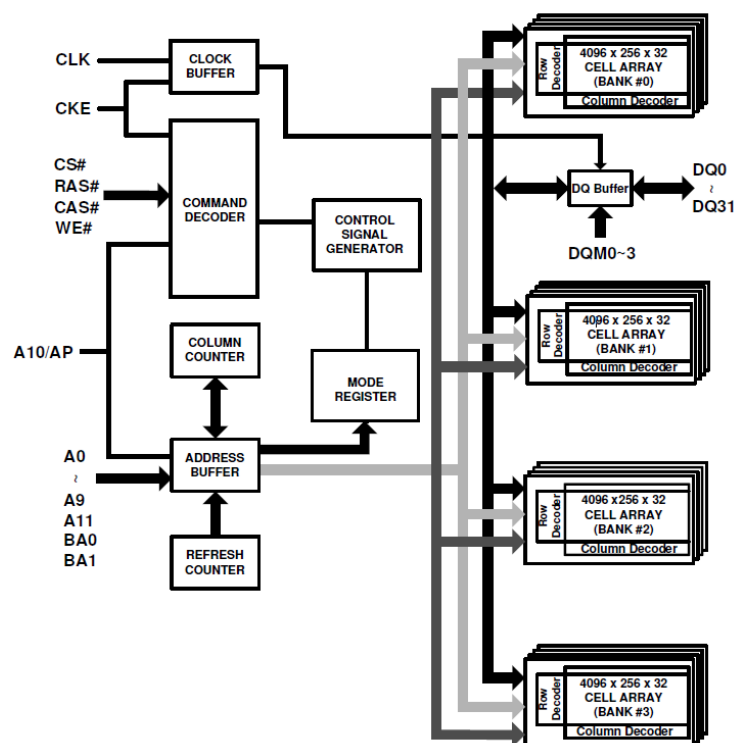 CLK
CKE
CLOCK
BUFFER
CS#
RAS#
CAS#
WE#
COMMAND
DECODER
CONTROL
SIGNAL
GENERATOR
A10/AP
COLUMN
COUNTER
MODE
REGISTER
A0
~
A9
A11
BA0
BA1
ADDRESS
BUFFER
REFRESH
COUNTER
Row
Decoder
4096 x 256 x 32
CELL ARRAY
(BANK #0)
Column Decoder
DQ Buffer
DQ0
~
DQ31
DQM0~3
Row
Decoder
4096 x 256 x 32
CELL ARRAY
(BANK #1)
Column Decoder
Row
Decoder
4096 x256 x 32
CELL ARRAY
(BANK #2)
Column Decoder
Row
Decoder
4096 x 256 x 32
CELL ARRAY
(BANK #3)
Column Decoder